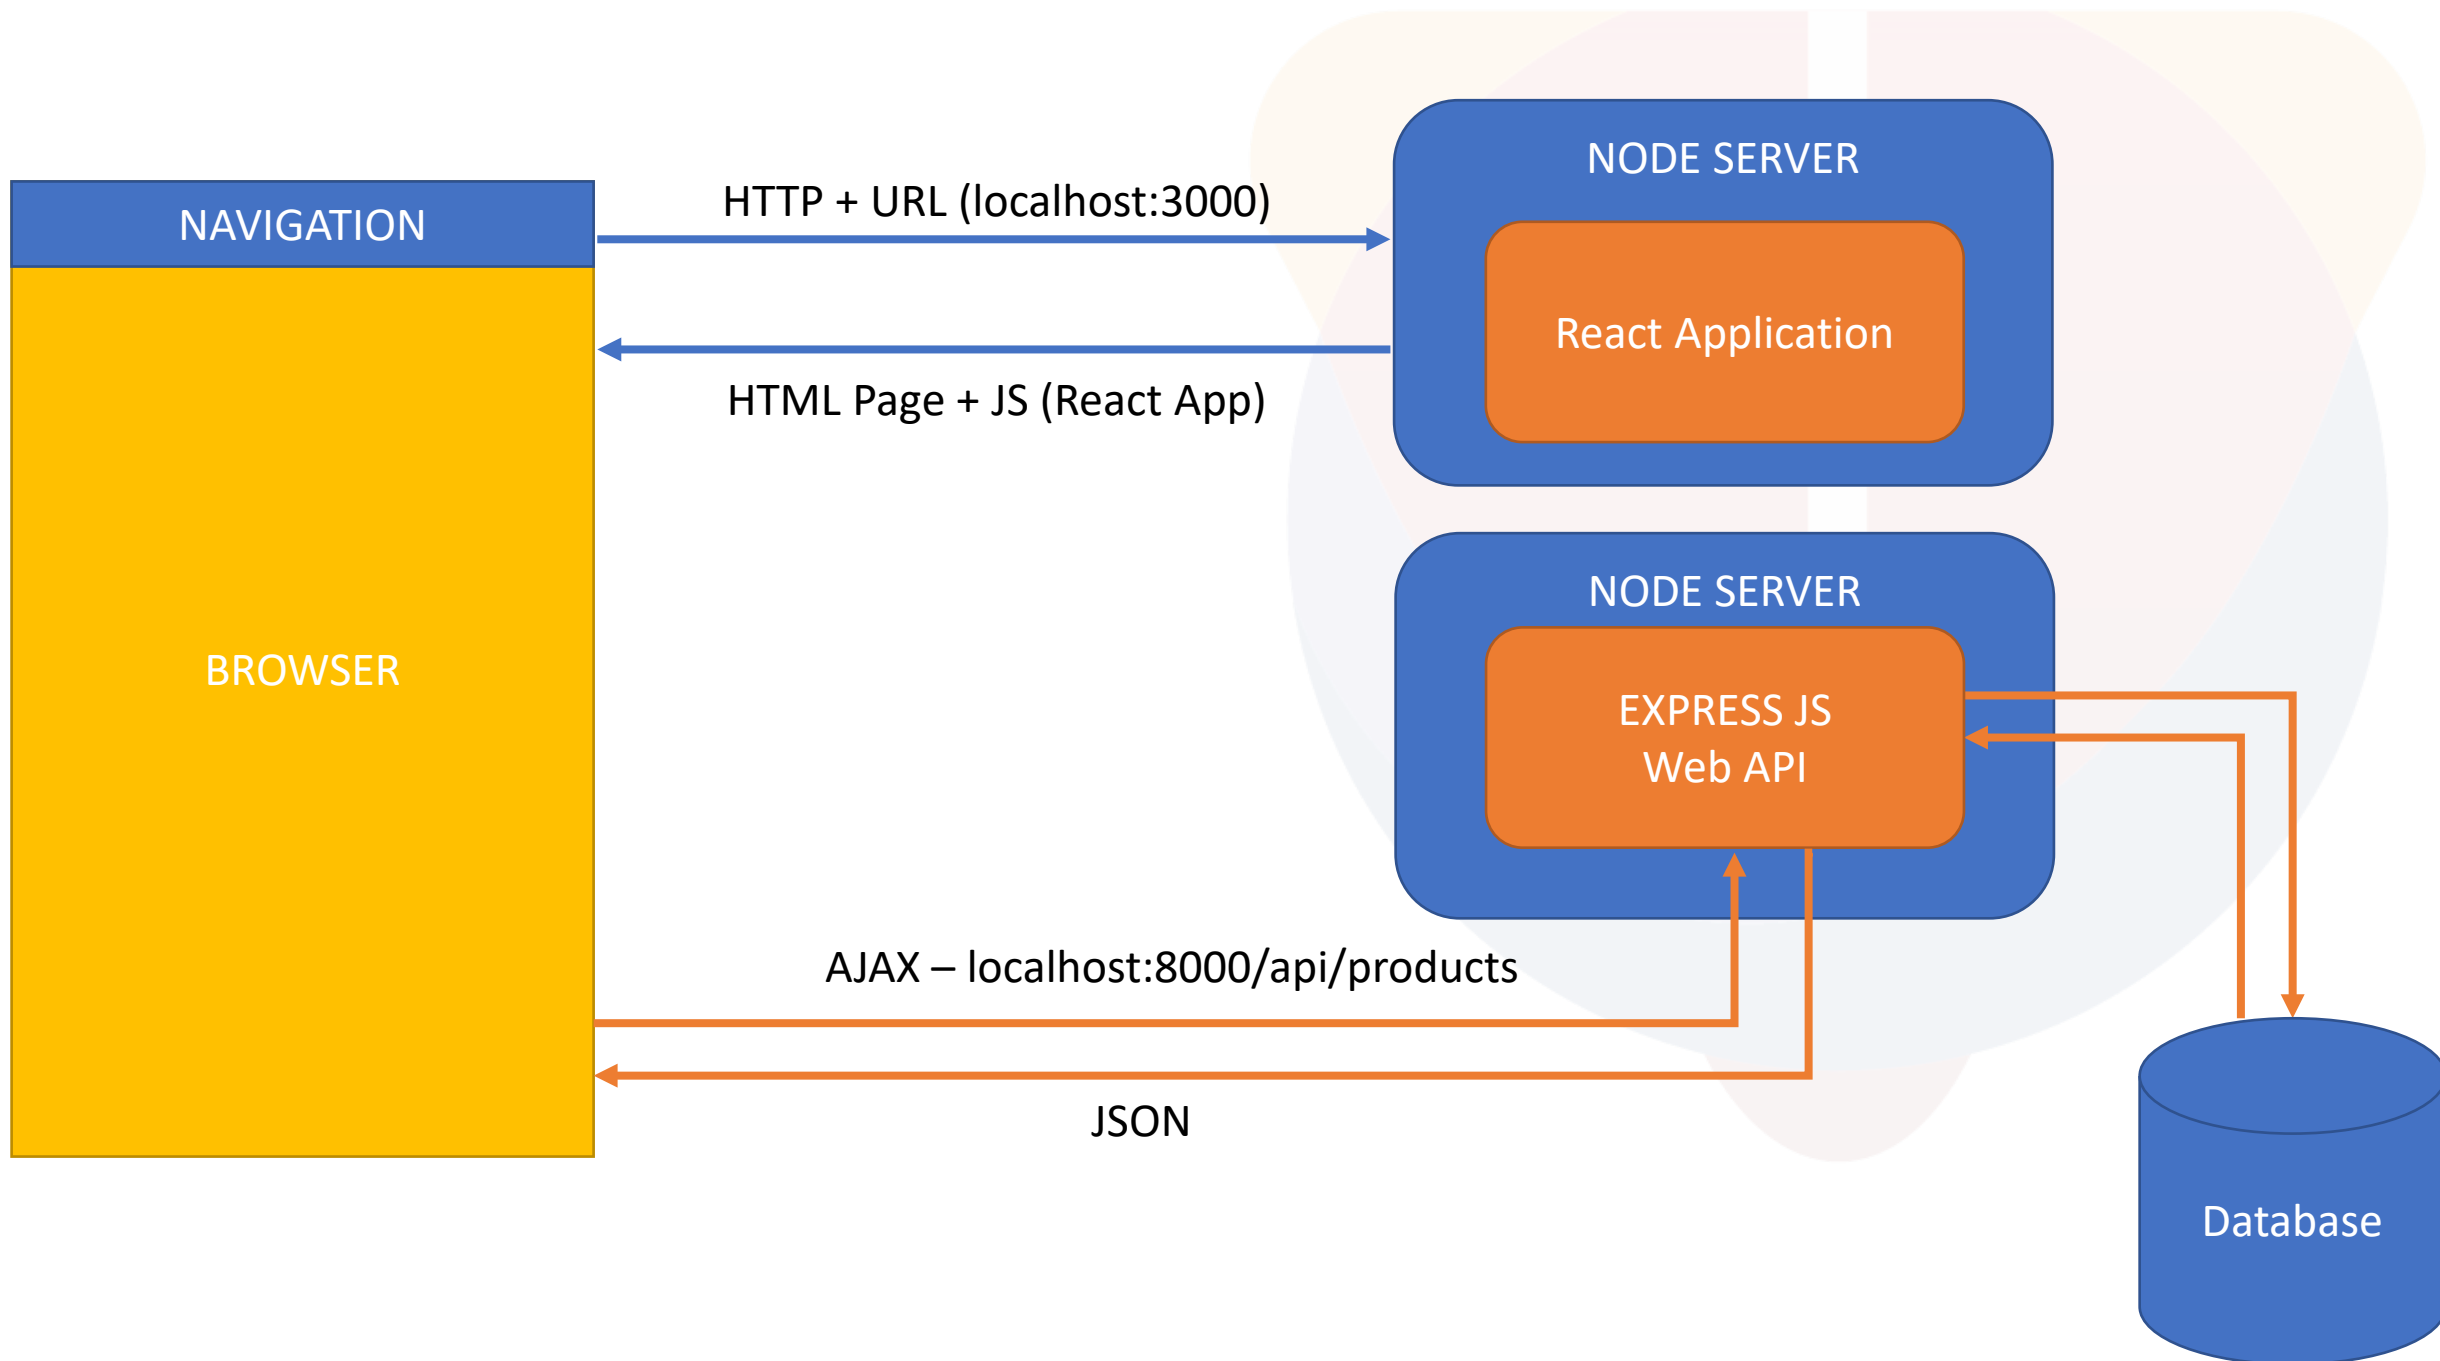 NAVIGATION
BROWSER
HTTP + URL (localhost:3000)
HTML Page + JS (React App)
NODE SERVER
React Application
NODE SERVER
EXPRESS JS
Web API
AJAX – localhost:8000/api/products
JSON
Database